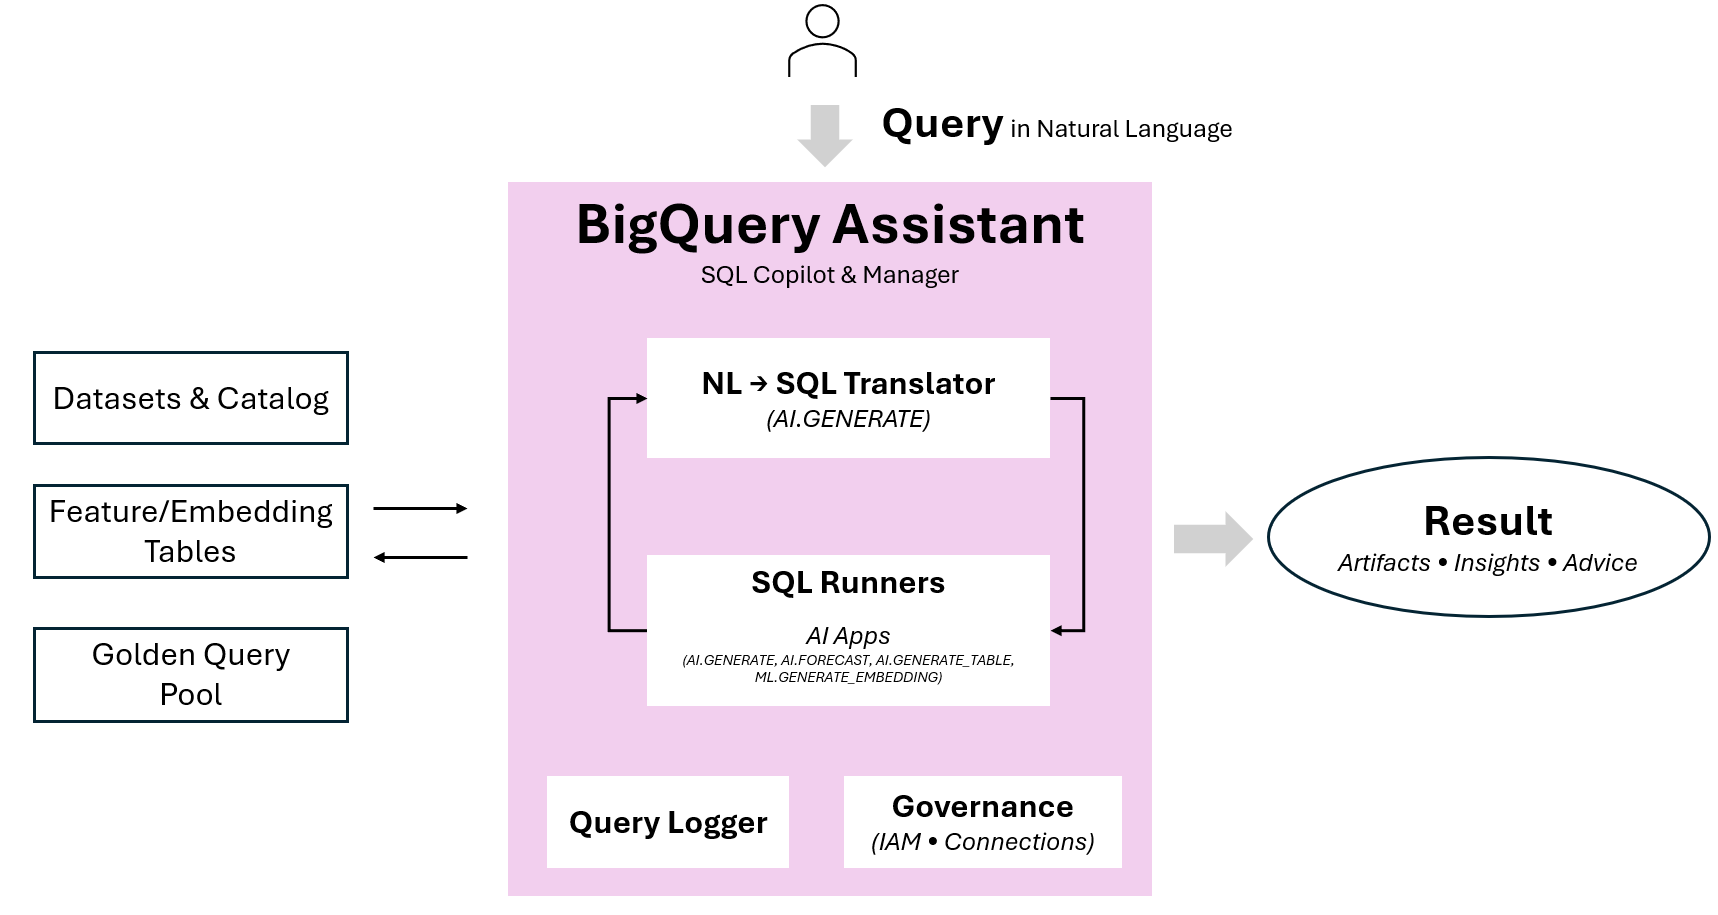 Query in Natural Language
BigQuery Assistant
SQL Copilot & Manager
Datasets & Catalog
Feature/Embedding
Tables
Golden Query
Pool
NL → SQL Translator
(AI.GENERATE)
SQL Runners
AI Apps
(AI.GENERATE, AI.FORECAST, AI.GENERATE_TABLE,
ML.GENERATE_EMBEDDING)
Query Logger
Governance
(IAM • Connections)
Result
Artifacts • Insights • Advice